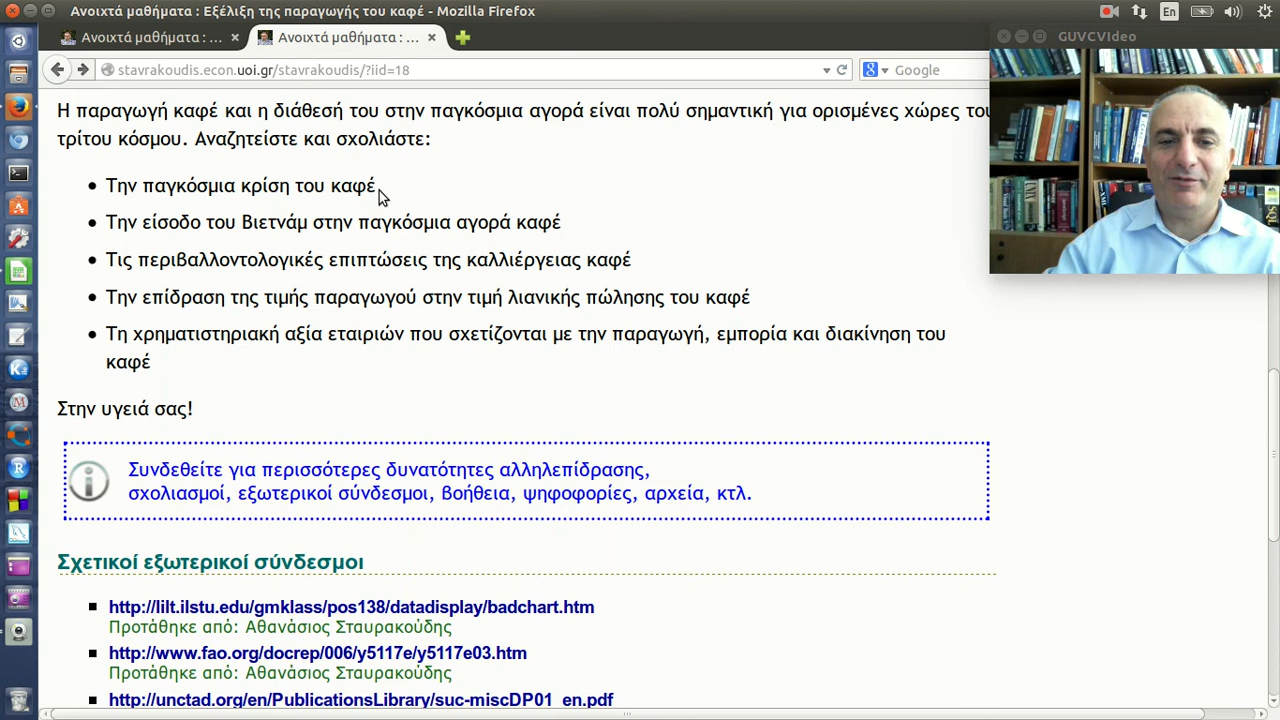 Ανοιχτά μαθήματα : Εξέλιξη της παραγωγής του καφέ - Mozilla Firefox
En
Ανοιχτά μαθήματα : ...
Ανοιχτά μαθήματα : ...
GUVCVIdeo
stavrakoudis.econ.uoi.gr/stavrakoudis/?iid=18
Google
Η παραγωγή καφέ και η διάθεσή του στην παγκόσμια αγορά είναι πολύ σημαντική για ορισμένες χώρες του
τρίτου κόσμου. Αναζητείστε και σχολιάστε:
Την παγκόσμια κρίση του καφέ
Την είσοδο του Βιετνάμ στην παγκόσμια αγορά καφέ
Τις περιβαλλοντολογικές επιπτώσεις της καλλιέργειας καφέ
Την επίδραση της τιμής παραγωγού στην τιμή λιανικής πώλησης του καφέ
Τη χρηματιστηριακή αξία εταιριών που σχετίζονται με την παραγωγή, εμπορία και διακίνηση του
καφέ
Στην υγειά σας!
Συνδεθείτε για περισσότερες δυνατότητες αλληλεπίδρασης,
σχολιασμοί, εξωτερικοί σύνδεσμοι, βοήθεια, ψηφοφορίες, αρχεία, κτλ.
Σχετικοί εξωτερικοί σύνδεσμοι
http://lilt.ilstu.edu/gmklass/pos138/datadisplay/badchart.htm
Προτάθηκε από: Αθανάσιος Σταυρακούδης
http://www.fao.org/docrep/006/y5117e/y5117e03.htm
Προτάθηκε από: Αθανάσιος Σταυρακούδης
http://unctad.org/en/PublicationsLibrary/suc-miscDP01_en.pdf